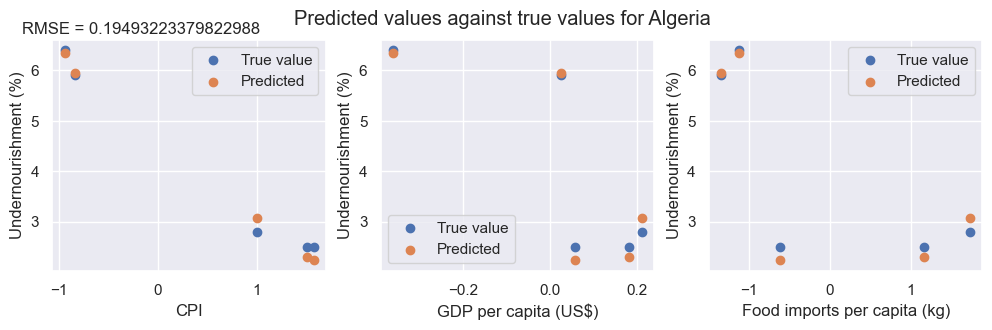 Predicted values against true values for Algeria
RMSE = 0.19493223379822988
Undernourishment (%)
6
5
4
3
True value
Predicted
−1
0
1
CPI
Undernourishment (%)
6
5
4
3
True value
Predicted
−0.2
0.0
0.2
GDP per capita (US$)
Undernourishment (%)
6
5
4
3
True value
Predicted
−1
0
1
Food imports per capita (kg)